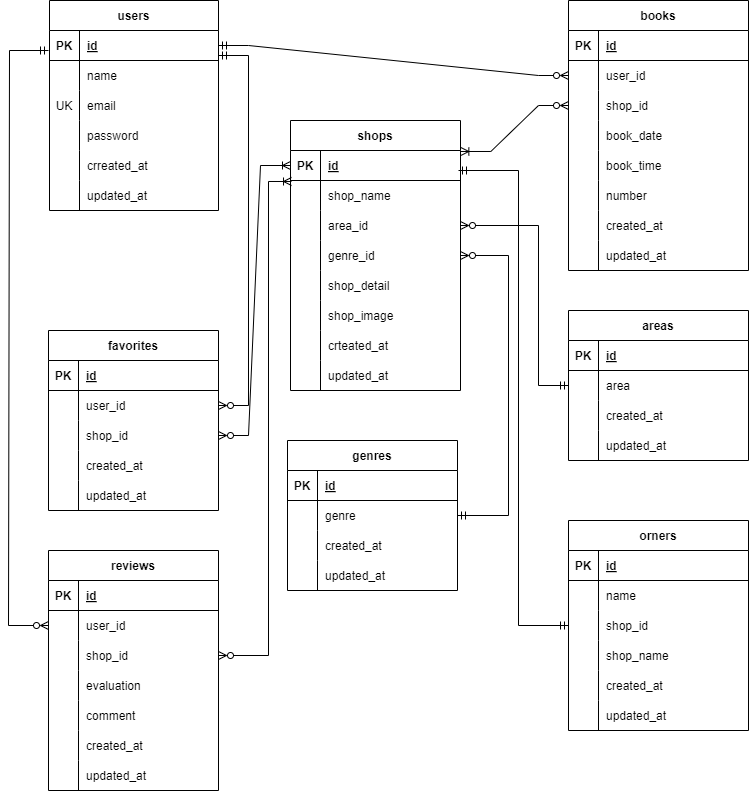 users
PK id
name
UK email
password
crreated_at
updated_at
books
PK id
user_id
shop_id
book_date
book_time
number
created_at
updated_at
shops
PK id
shop_name
area_id
genre_id
shop_detail
shop_image
crteated_at
updated_at
favorites
PK id
user_id
shop_id
created_at
updated_at
areas
PK id
area
created_at
updated_at
genres
PK id
genre
created_at
updated_at
reviews
PK id
user_id
shop_id
evaluation
comment
created_at
updated_at
orners
PK id
name
shop_id
shop_name
created_at
updated_at